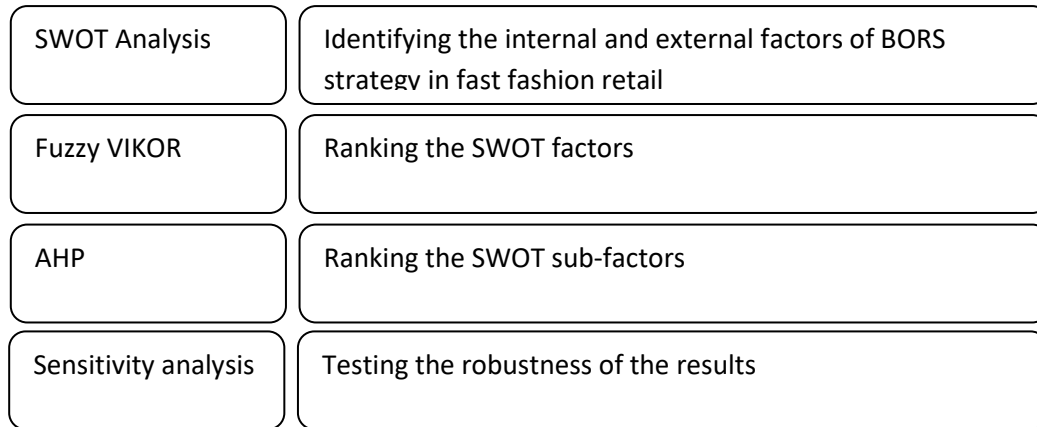 SWOT Analysis
Identifying the internal and external factors of BORS
strategy in fast fashion retail
Fuzzy VIKOR
Ranking the SWOT factors
AHP
Ranking the SWOT sub-factors
Sensitivity analysis
Testing the robustness of the results